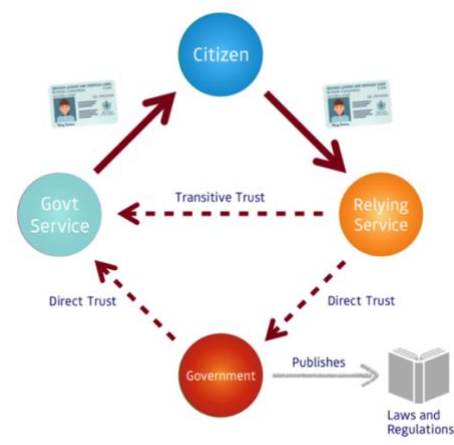 Citizen
Govt
Service
Transitive Trust
Relying
Service
Direct Trust
Direct Trust
Government
Publishes
Laws and
Regulations